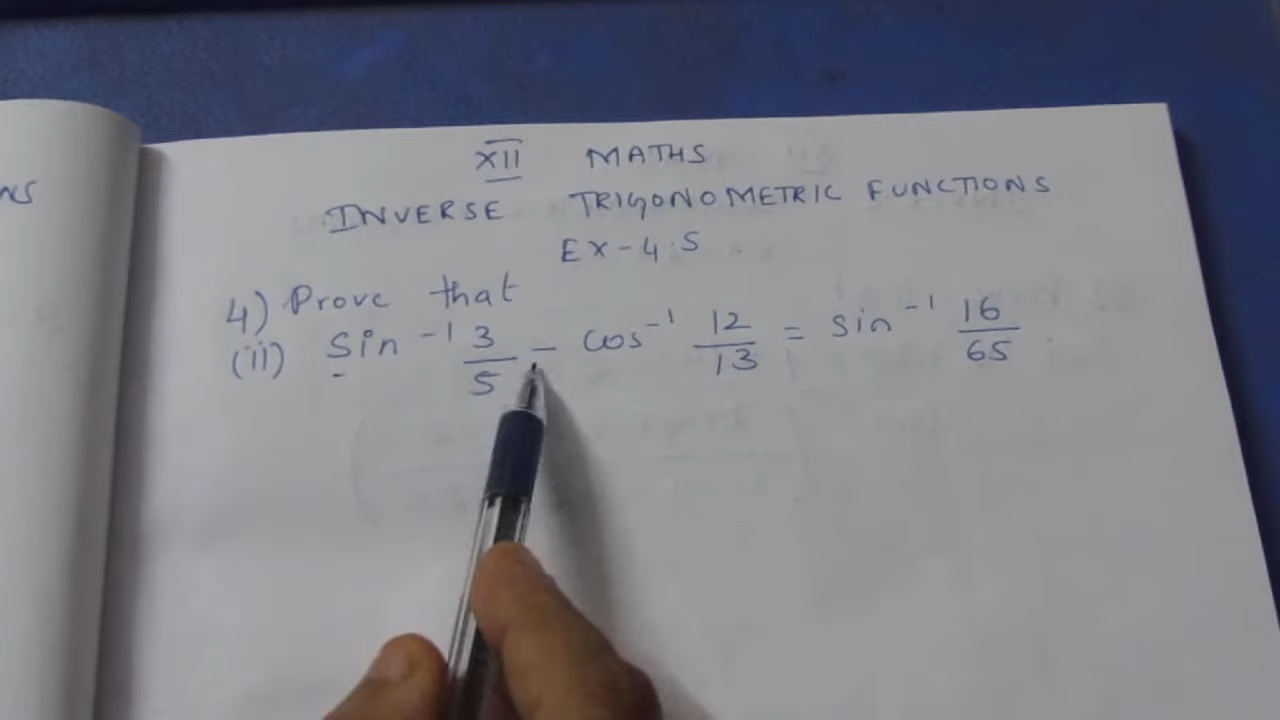 NS
XII MATHS
INVERSE TRIGONOMETRIC FUNCTIONS
EX-4.5
4) Prove that
(ii) sin⁻¹ 3/5 - cos⁻¹ 12/13 = sin⁻¹ 16/65